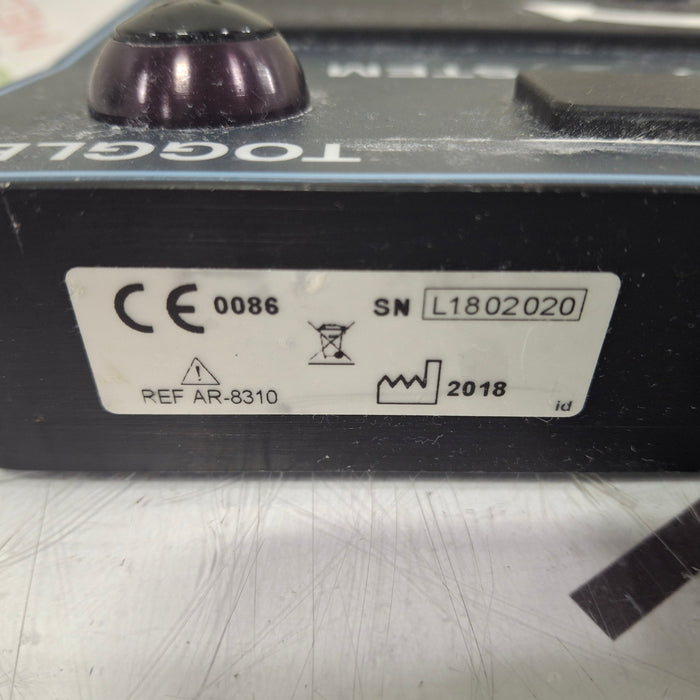 TOGGLE
CE 0086
SN L1802020
REF AR-8310
2018
id